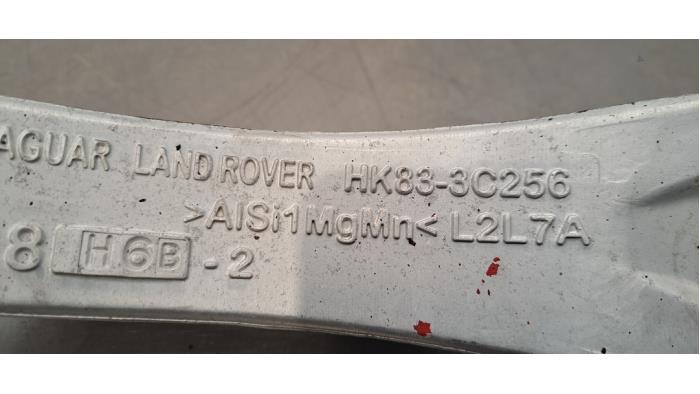 AGUAR LAND ROVER HK83-3C256
>AlSi1MgMn< L2L7A
8 H6B -2